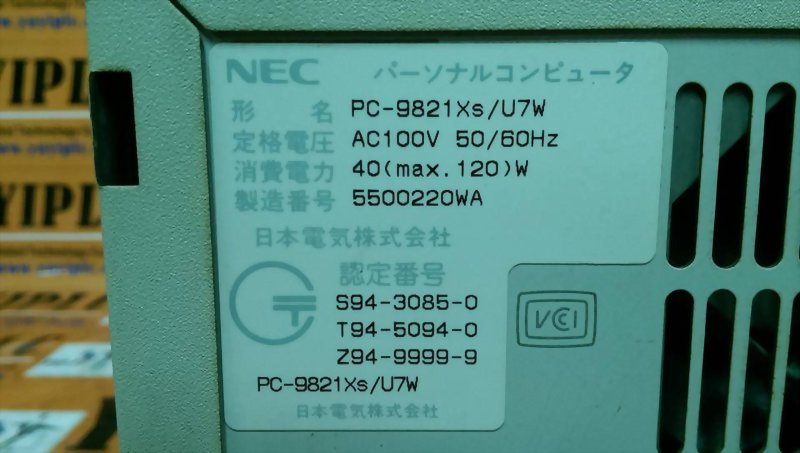 NEC パーソナルコンピュータ
形名 PC-9821Xs/U7W
定格電圧 AC100V 50/60Hz
消費電力 40(max.120)W
製造番号 5500220WA
日本電気株式会社
認定番号
S94-3085-0
T94-5094-0
Z94-9999-9
PC-9821Xs/U7W
日本電気株式会社
VCCI
YIPL
YIPL